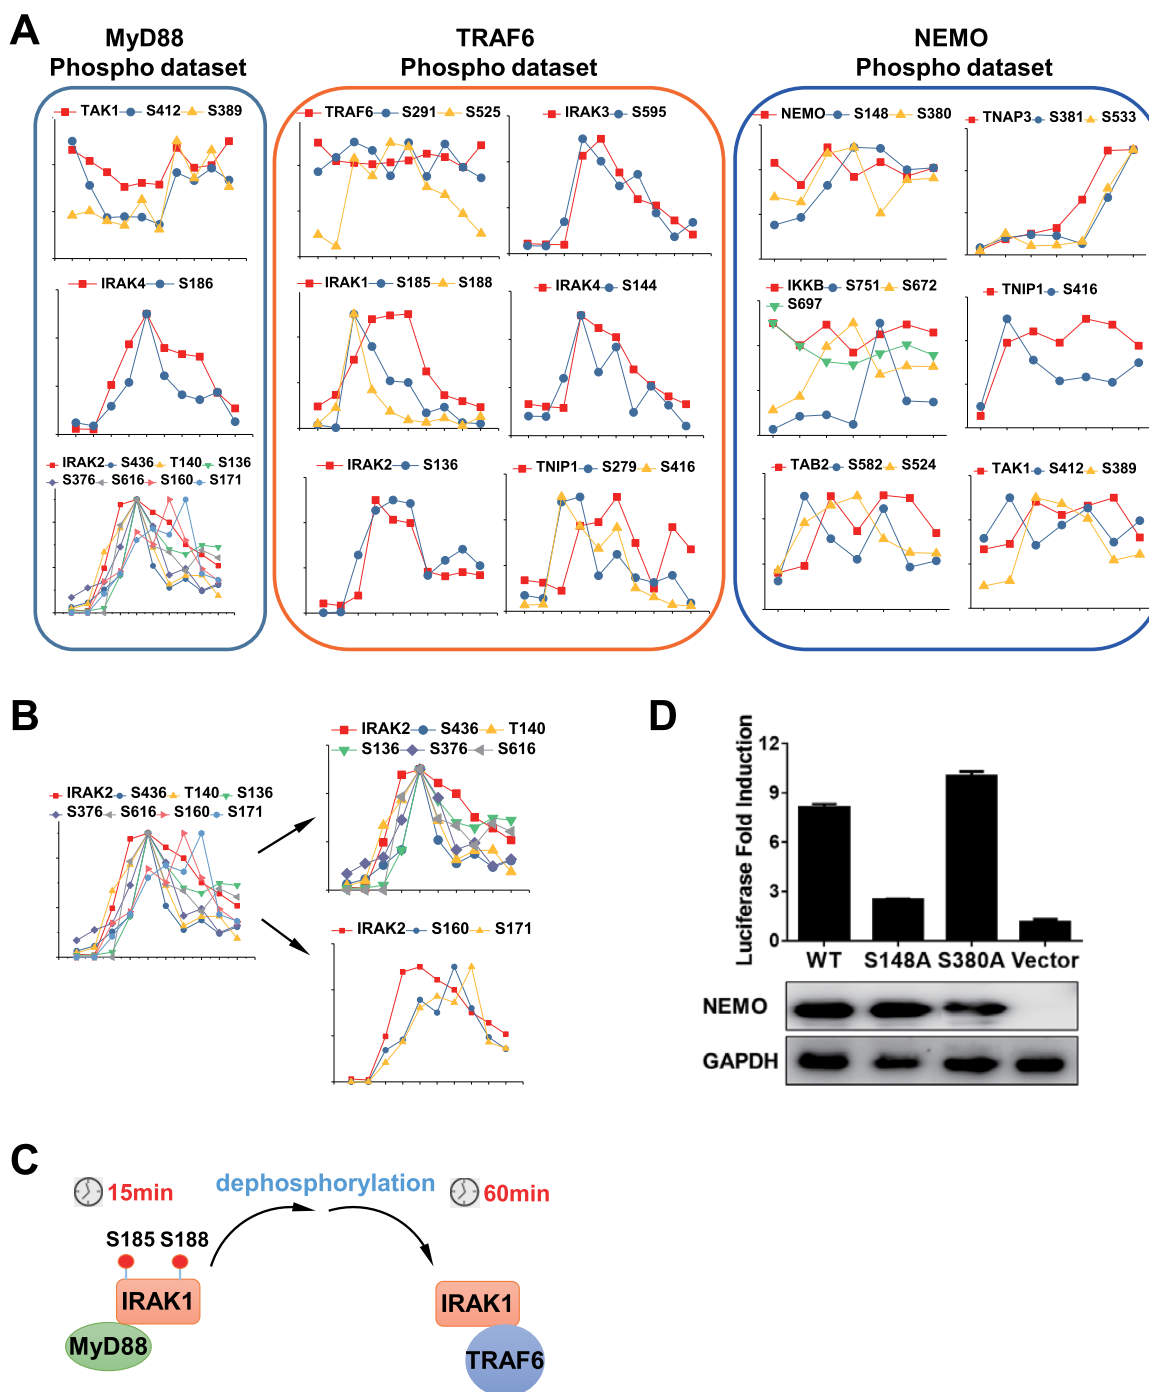 A
MyD88
Phospho dataset
TRAF6
Phospho dataset
NEMO
Phospho dataset
TAK1 S412 S389
IRAK4 S186
IRAK2 S436 T140 S136
S376 S616 S160 S171
TRAF6 S291 S525
IRAK3 S595
IRAK1 S185 S188
IRAK4 S144
IRAK2 S136
TNIP1 S279 S416
NEMO S148 S380
TNAP3 S381 S533
IKKB S751 S672
S697
TNIP1 S416
TAB2 S582 S524
TAK1 S412 S389
B
IRAK2 S436 T140 S136
S376 S616 S160 S171
IRAK2 S436 T140
S136 S376 S616
IRAK2 S160 S171
D
Luciferase Fold Induction
12
9
6
3
0
WT S148A S380A Vector
NEMO
GAPDH
C
15min
dephosphorylation
60min
S185 S188
IRAK1
MyD88
IRAK1
TRAF6